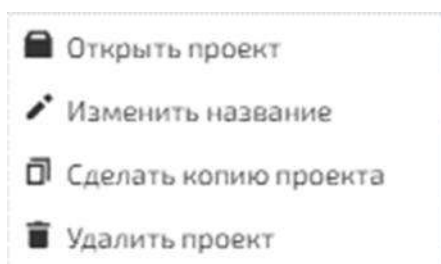 Открыть проект
Изменить название
Сделать копию проекта
Удалить проект